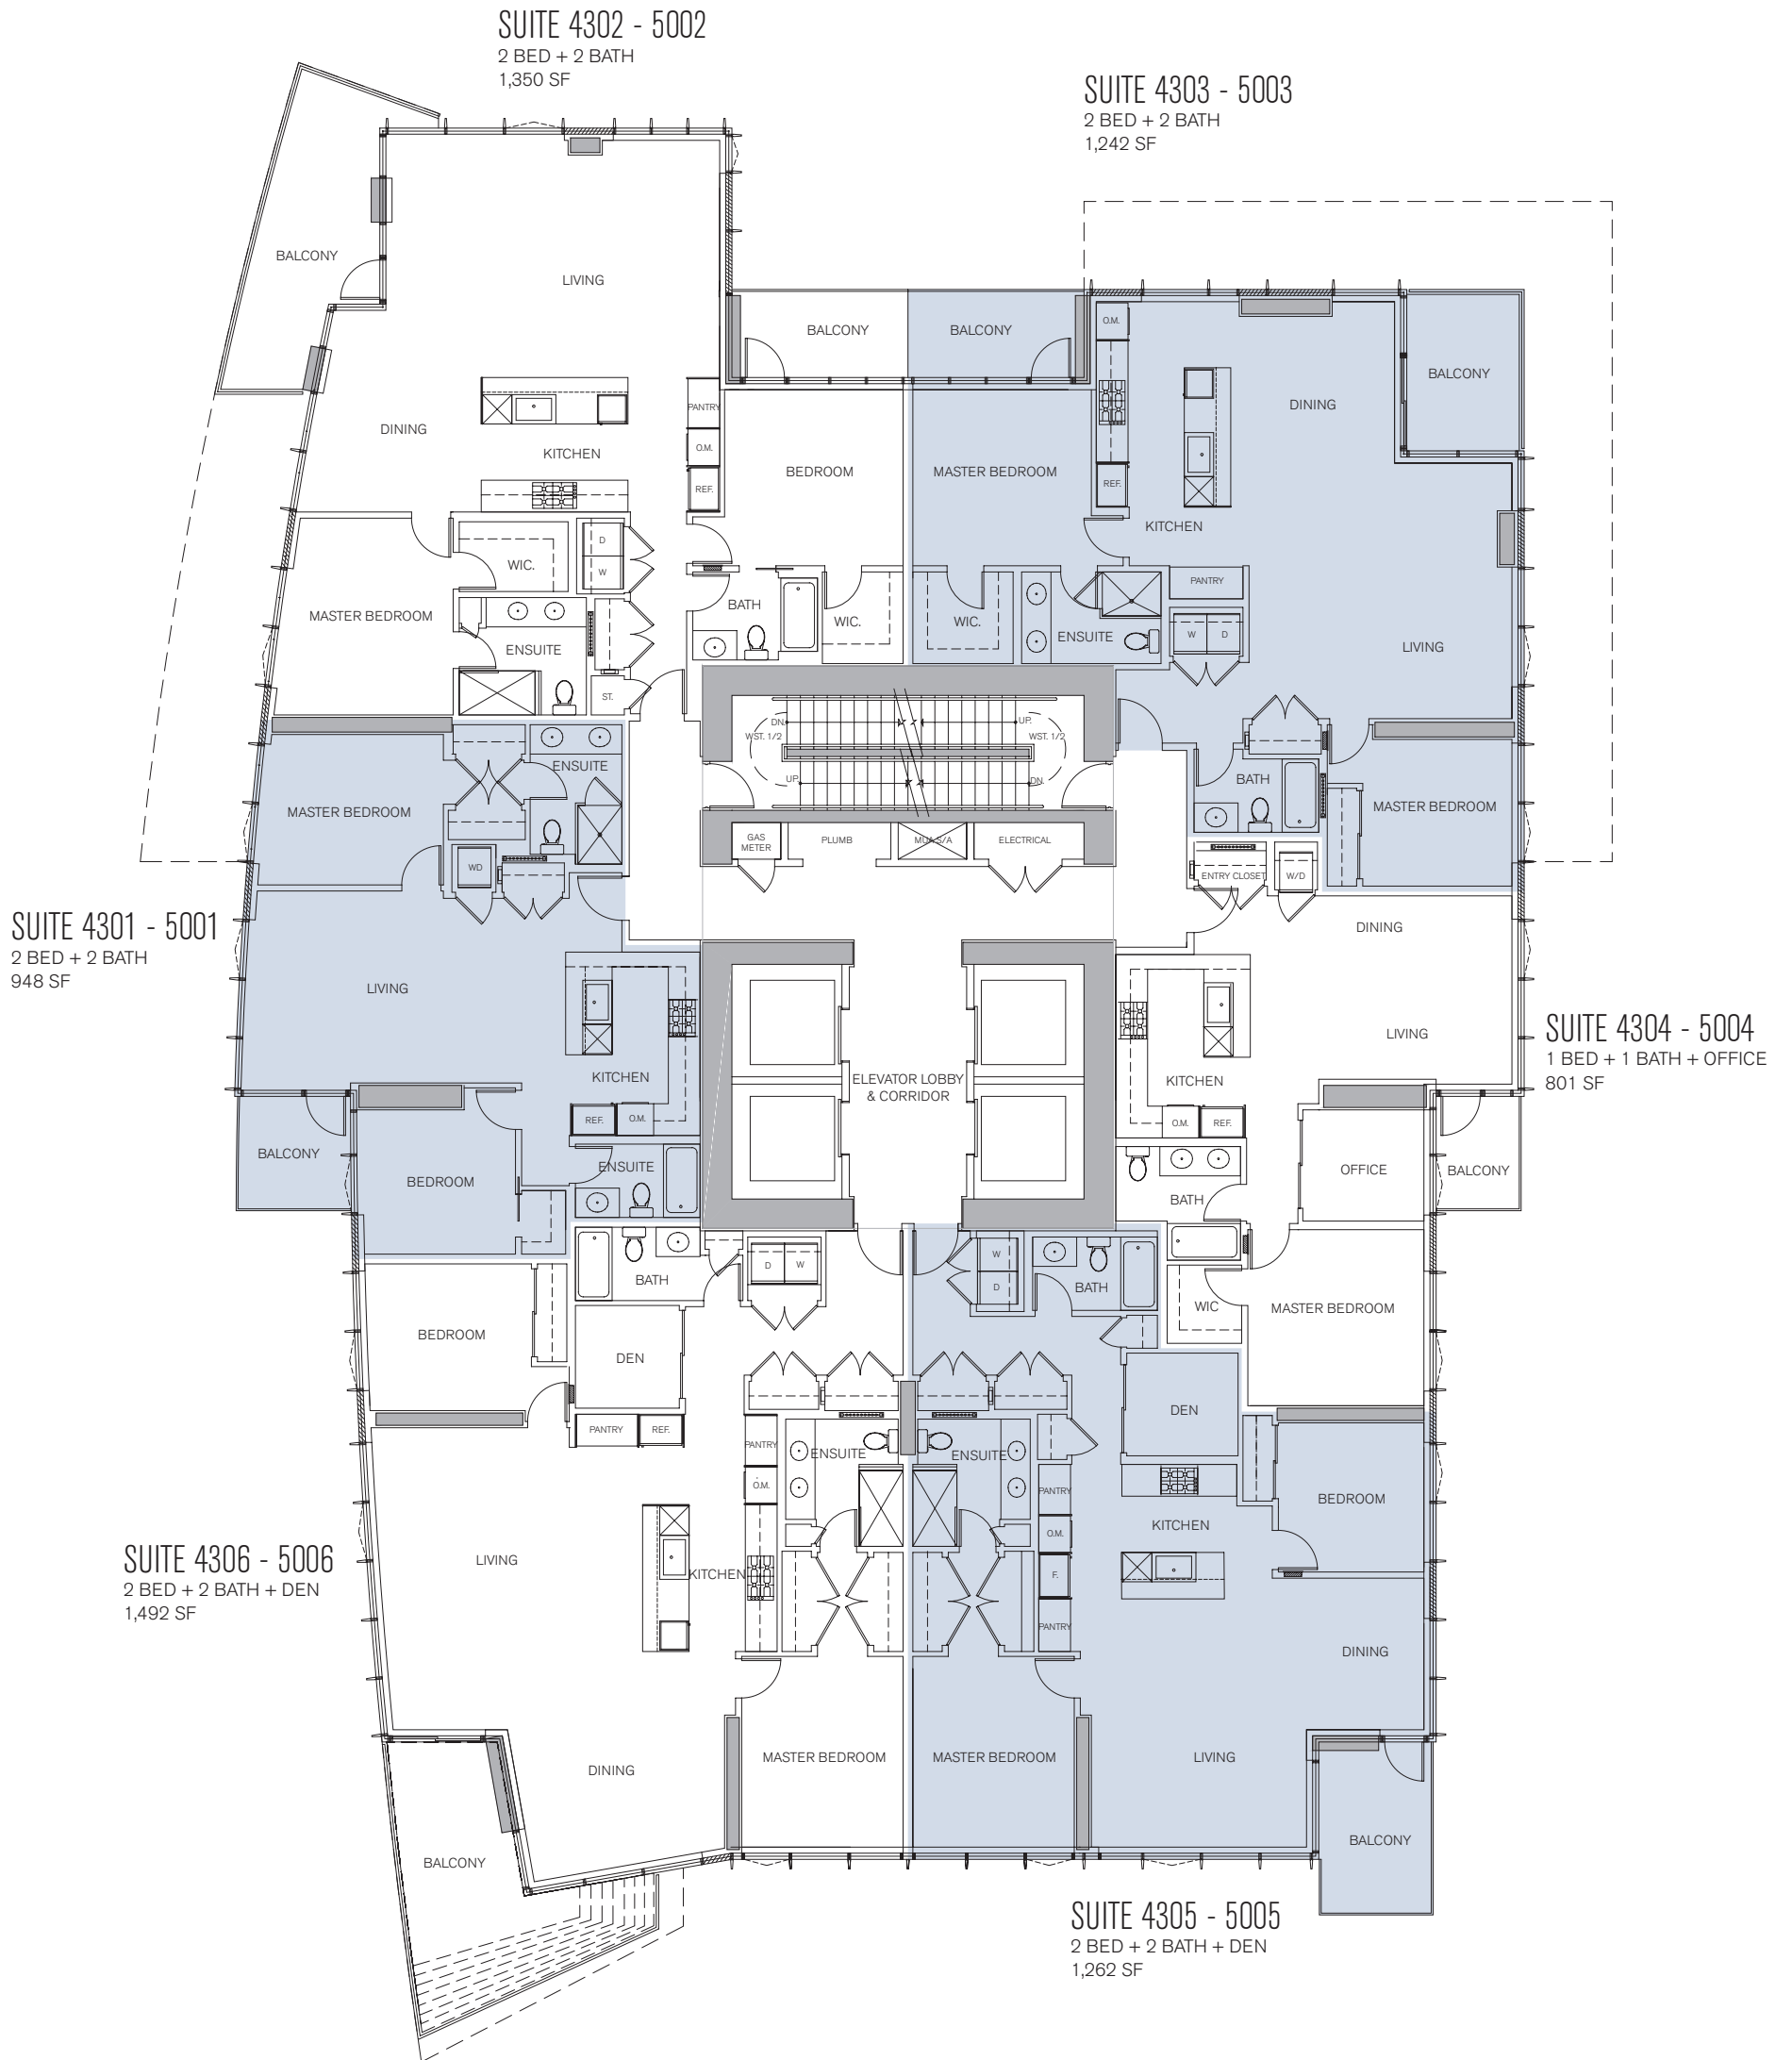 SUITE 4302 - 5002
2 BED + 2 BATH
1,350 SF
SUITE 4303 - 5003
2 BED + 2 BATH
1,242 SF
BALCONY
LIVING
BALCONY
BALCONY
O.M.
BALCONY
DINING
PANTRY
DINING
KITCHEN
O.M.
BEDROOM
MASTER BEDROOM
REF.
REF.
KITCHEN
D
W
WIC.
PANTRY
MASTER BEDROOM
BATH
WIC.
WIC.
ENSUITE
W
D
LIVING
ENSUITE
ST.
DN.
WST. 1/2
UP.
WST. 1/2
UP.
DN.
ENSUITE
BATH
MASTER BEDROOM
MASTER BEDROOM
GAS
METER
PLUMB
MUA S/A
ELECTRICAL
WD
ENTRY CLOSET
W/D
SUITE 4301 - 5001
2 BED + 2 BATH
948 SF
DINING
LIVING
LIVING
SUITE 4304 - 5004
1 BED + 1 BATH + OFFICE
801 SF
KITCHEN
ELEVATOR LOBBY
& CORRIDOR
KITCHEN
REF.
O.M.
O.M.
REF.
BALCONY
ENSUITE
BEDROOM
BATH
OFFICE
BALCONY
BATH
D
W
W
D
BATH
WIC
MASTER BEDROOM
BEDROOM
DEN
DEN
PANTRY
REF.
PANTRY
ENSUITE
ENSUITE
O.M.
PANTRY
BEDROOM
O.M.
KITCHEN
SUITE 4306 - 5006
2 BED + 2 BATH + DEN
1,492 SF
LIVING
KITCHEN
F.
PANTRY
DINING
MASTER BEDROOM
MASTER BEDROOM
LIVING
DINING
BALCONY
BALCONY
SUITE 4305 - 5005
2 BED + 2 BATH + DEN
1,262 SF